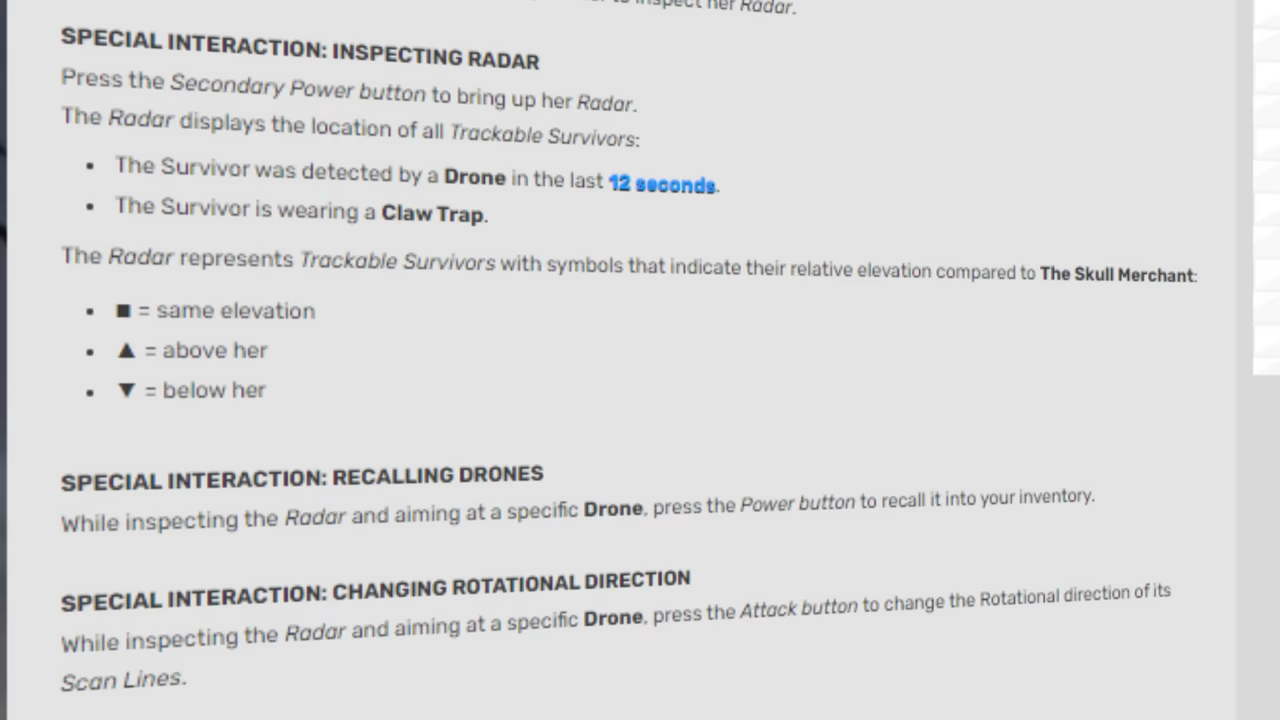 to inspect her Radar.
SPECIAL INTERACTION: INSPECTING RADAR
Press the Secondary Power button to bring up her Radar.
The Radar displays the location of all Trackable Survivors:
• The Survivor was detected by a Drone in the last 12 seconds.
• The Survivor is wearing a Claw Trap.
The Radar represents Trackable Survivors with symbols that indicate their relative elevation compared to The Skull Merchant:
• ■ = same elevation
• ▲ = above her
• ▼ = below her
SPECIAL INTERACTION: RECALLING DRONES
While inspecting the Radar and aiming at a specific Drone, press the Power button to recall it into your inventory.
SPECIAL INTERACTION: CHANGING ROTATIONAL DIRECTION
While inspecting the Radar and aiming at a specific Drone, press the Attack button to change the Rotational direction of its
Scan Lines.